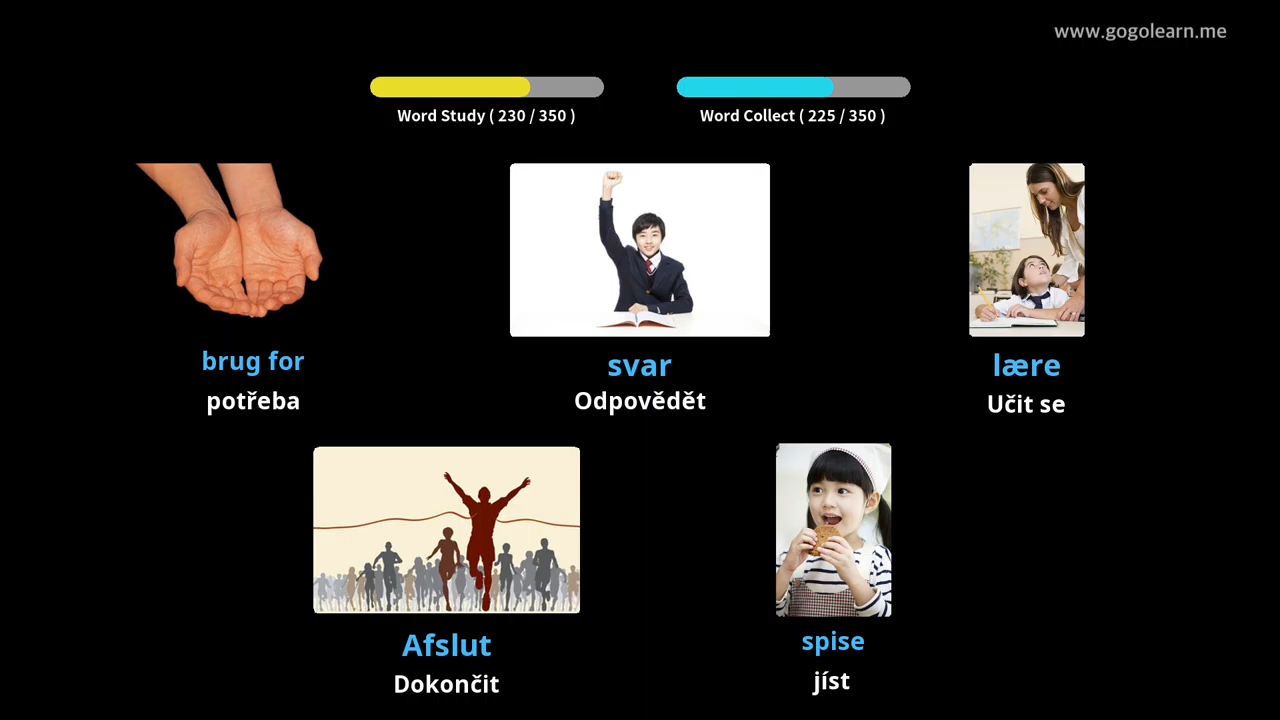 www.gogolearn.me
Word Study ( 230 / 350 )
Word Collect ( 225 / 350 )
brug for
potřeba
svar
Odpovědět
lære
Učit se
Afslut
Dokončit
spise
jíst